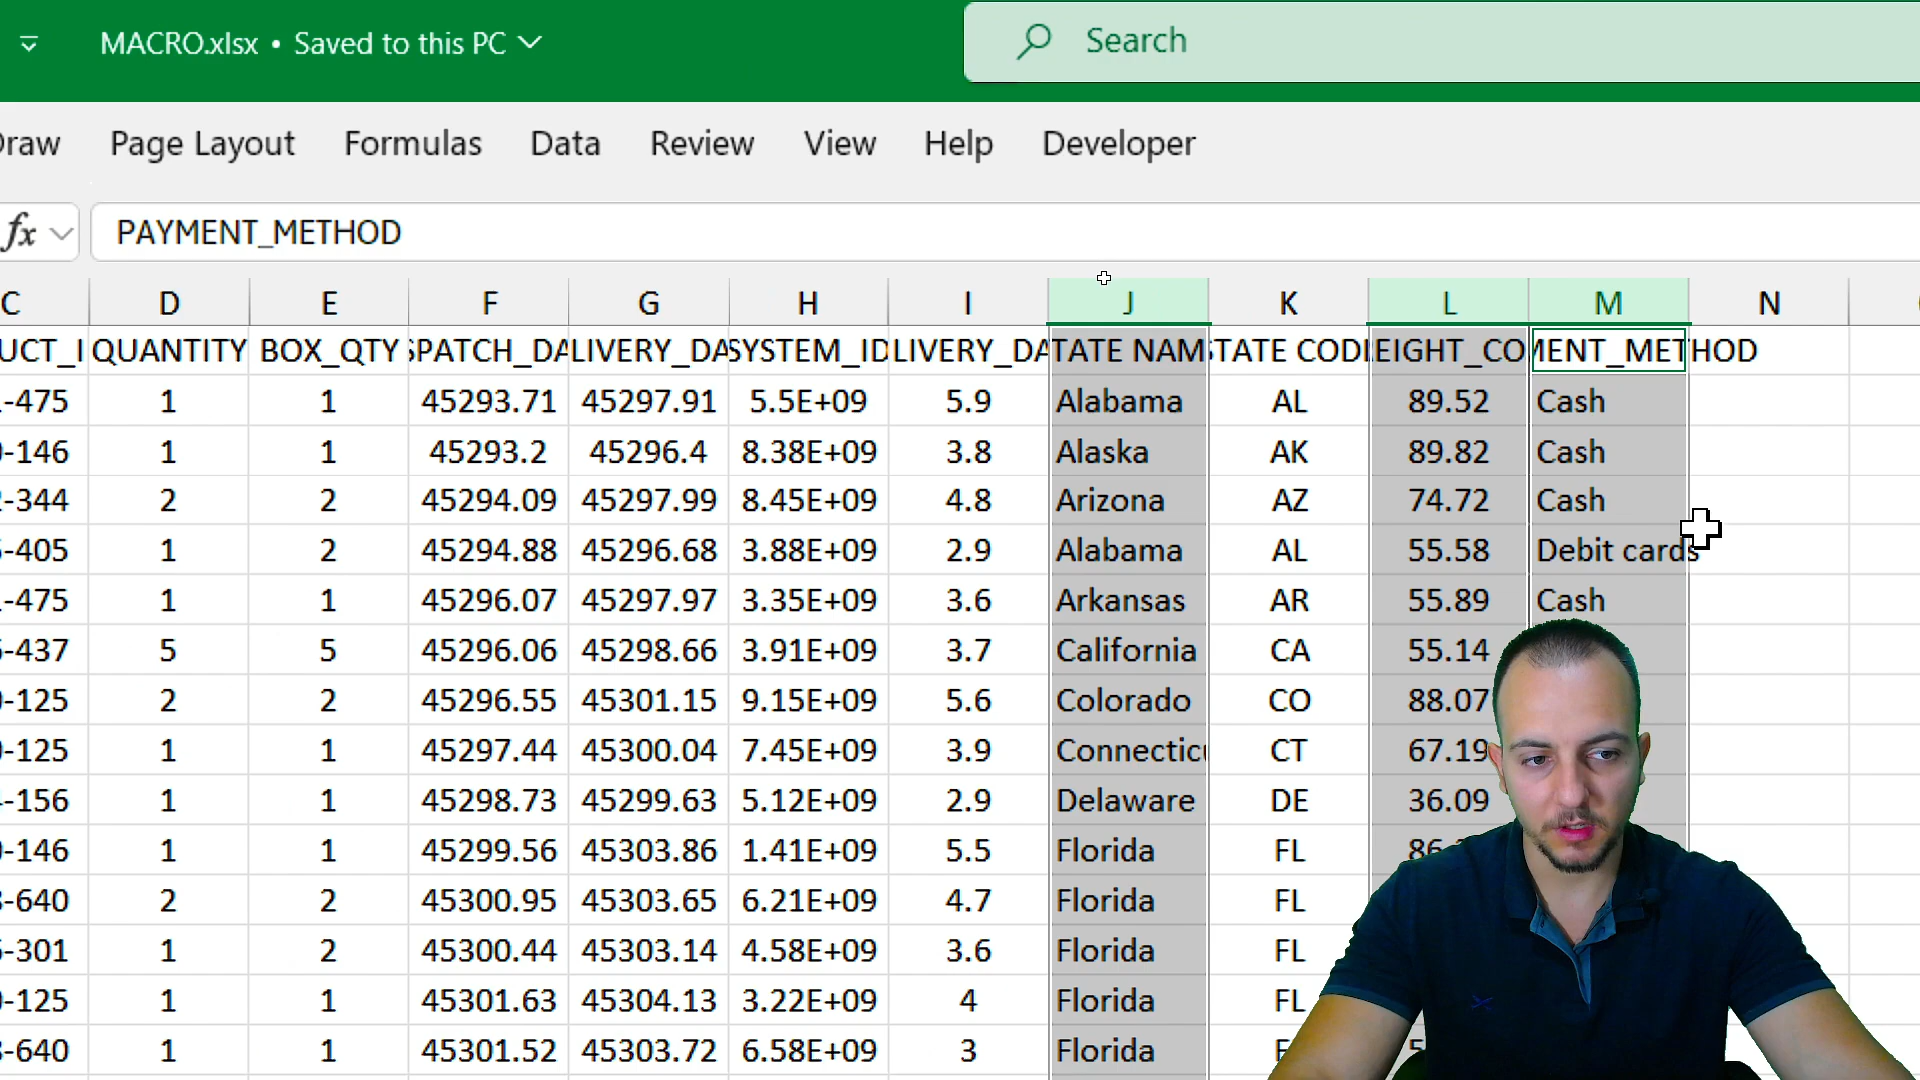 MACRO.xlsx • Saved to this PC
Search
Draw Page Layout Formulas Data Review View Help Developer
fx PAYMENT_METHOD
C D E F G H I J K L M N
UCT_I QUANTITY BOX_QTY SPATCH_DA LIVERY_DA SYSTEM_ID LIVERY_DA TATE NAM STATE CODI EIGHT_CO MENT_METHOD
-475 1 1 45293.71 45297.91 5.5E+09 5.9 Alabama AL 89.52 Cash
-146 1 1 45293.2 45296.4 8.38E+09 3.8 Alaska AK 89.82 Cash
-344 2 2 45294.09 45297.99 8.45E+09 4.8 Arizona AZ 74.72 Cash
-405 1 2 45294.88 45296.68 3.88E+09 2.9 Alabama AL 55.58 Debit cards
-475 1 1 45296.07 45297.97 3.35E+09 3.6 Arkansas AR 55.89 Cash
-437 5 5 45296.06 45298.66 3.91E+09 3.7 California CA 55.14
-125 2 2 45296.55 45301.15 9.15E+09 5.6 Colorado CO 88.07
-125 1 1 45297.44 45300.04 7.45E+09 3.9 Connectic CT 67.19
-156 1 1 45298.73 45299.63 5.12E+09 2.9 Delaware DE 36.09
-146 1 1 45299.56 45303.86 1.41E+09 5.5 Florida FL 86
-640 2 2 45300.95 45303.65 6.21E+09 4.7 Florida FL
-301 1 2 45300.44 45303.14 4.58E+09 3.6 Florida FL
-125 1 1 45301.63 45304.13 3.22E+09 4 Florida FL
-640 1 1 45301.52 45303.72 6.58E+09 3 Florida